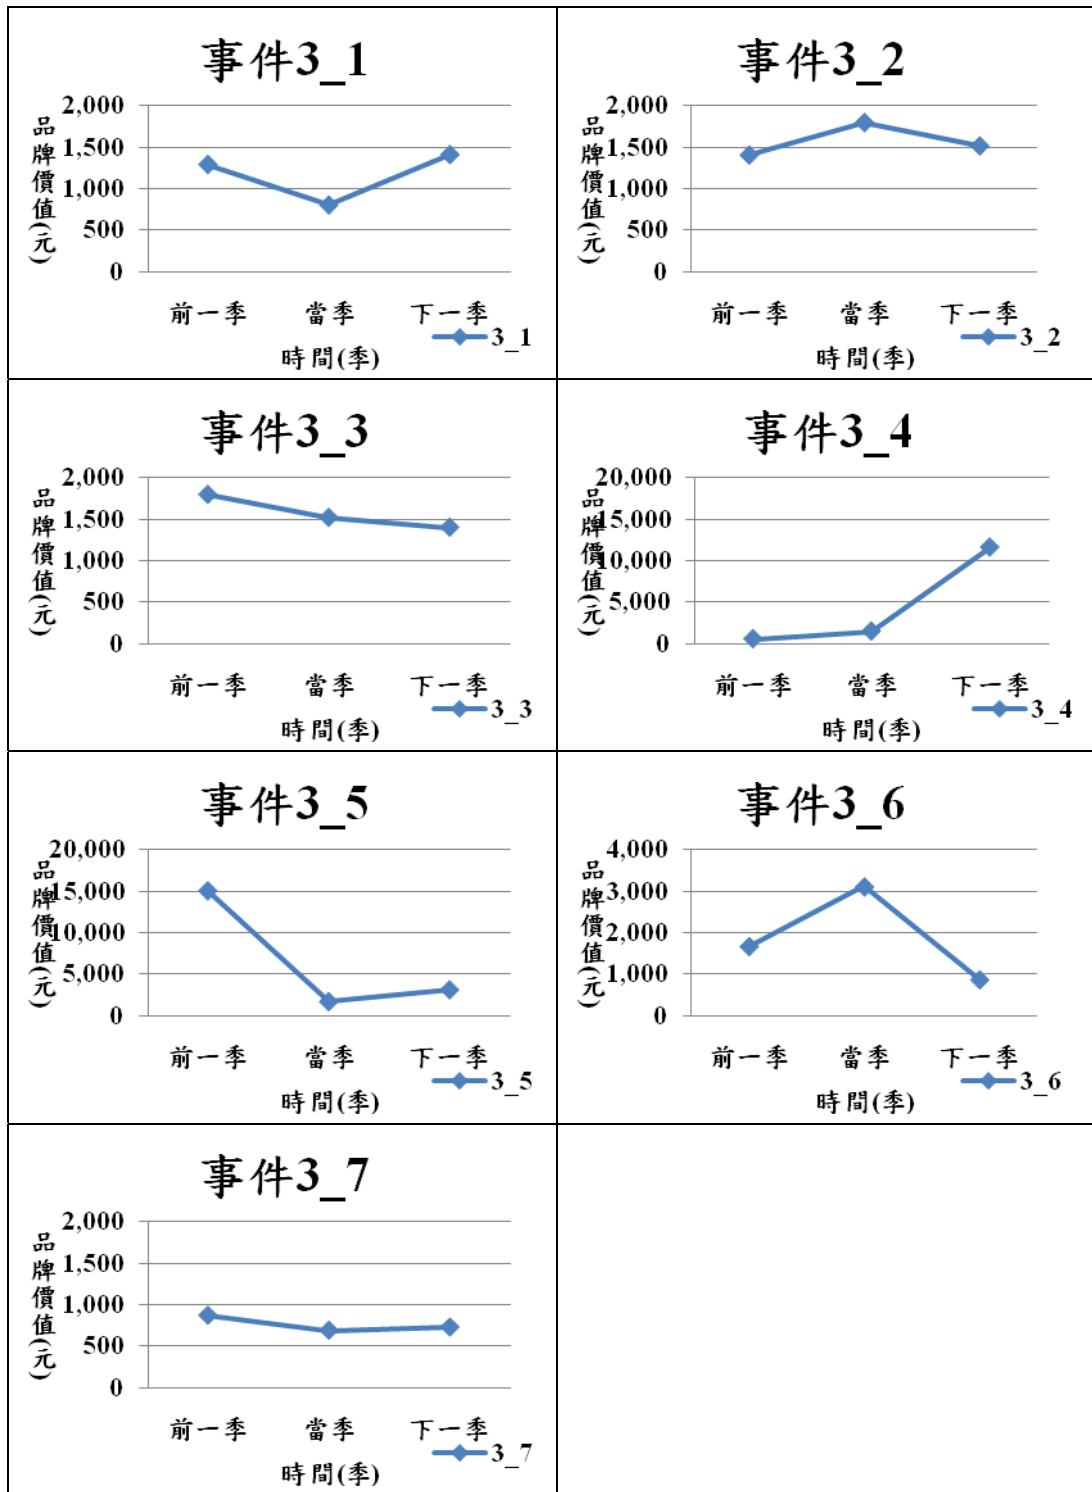 事件3_1
品牌價值(元)
2,000
1,500
1,000
500
0
前一季 當季 下一季
3_1
時間(季)
事件3_2
品牌價值(元)
2,000
1,500
1,000
500
0
前一季 當季 下一季
3_2
時間(季)
事件3_3
品牌價值(元)
2,000
1,500
1,000
500
0
前一季 當季 下一季
3_3
時間(季)
事件3_4
品牌價值(元)
20,000
15,000
10,000
5,000
0
前一季 當季 下一季
3_4
時間(季)
事件3_5
品牌價值(元)
20,000
15,000
10,000
5,000
0
前一季 當季 下一季
3_5
時間(季)
事件3_6
品牌價值(元)
4,000
3,000
2,000
1,000
0
前一季 當季 下一季
3_6
時間(季)
事件3_7
品牌價值(元)
2,000
1,500
1,000
500
0
前一季 當季 下一季
3_7
時間(季)